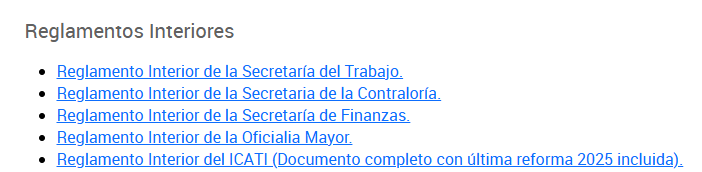 Reglamentos Interiores
Reglamento Interior de la Secretaría del Trabajo.
Reglamento Interior de la Secretaria de la Contraloría.
Reglamento Interior de la Secretaría de Finanzas.
Reglamento Interior de la Oficialia Mayor.
Reglamento Interior del ICATI (Documento completo con última reforma 2025 incluida).